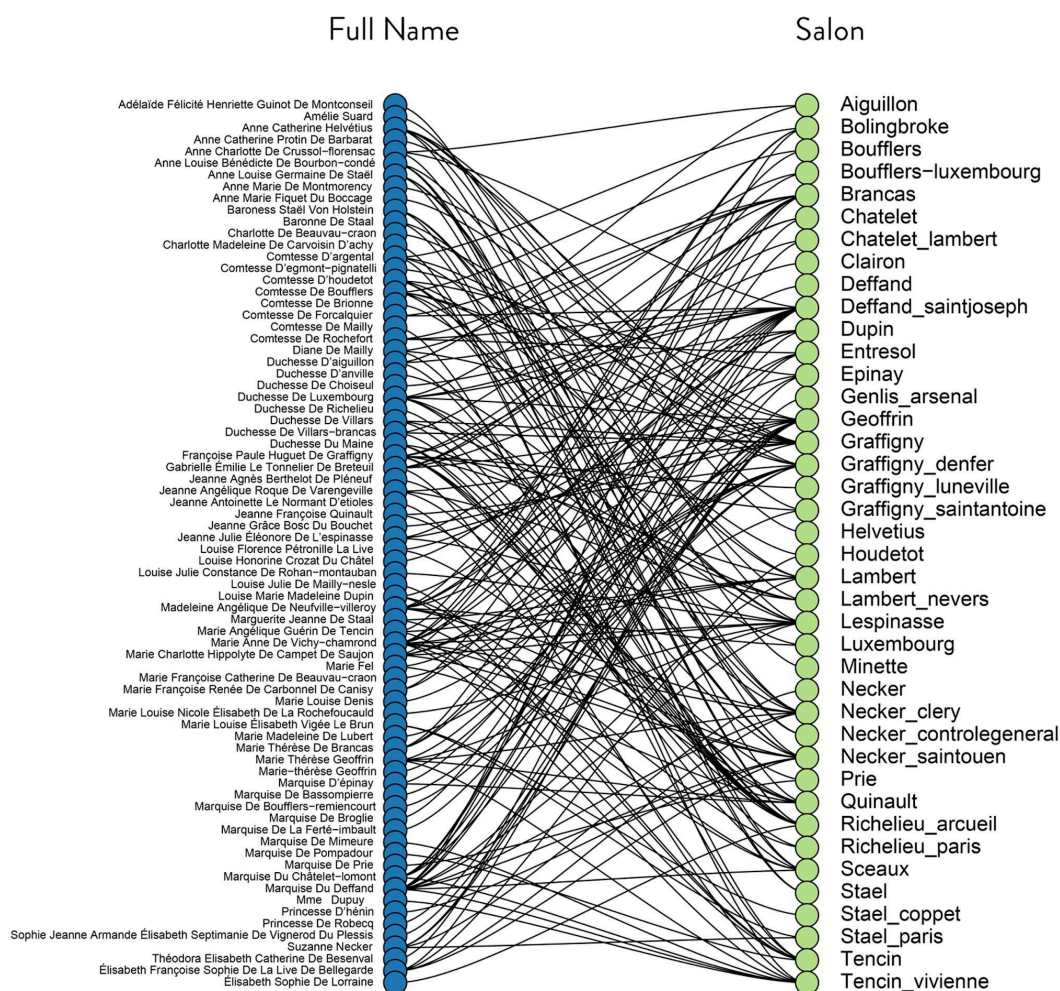 Full Name
Salon
Adélaïde Félicité Henriette Guinot De Montconseil
Amélie Suard
Anne Catherine Helvétius
Anne Catherine Protin De Barbarat
Anne Charlotte De Crussol−florensac
Anne Louise Bénédicte De Bourbon−condé
Anne Louise Germaine De Staël
Anne Marie De Montmorency
Anne Marie Fiquet Du Boccage
Baroness Staël Von Holstein
Baronne De Staal
Charlotte De Beauvau−craon
Charlotte Madeleine De Carvoisin D'achy
Comtesse D'argental
Comtesse D'egmont−pignatelli
Comtesse D'houdetot
Comtesse De Boufflers
Comtesse De Brionne
Comtesse De Forcalquier
Comtesse De Mailly
Comtesse De Rochefort
Diane De Mailly
Duchesse D'aiguillon
Duchesse D'anville
Duchesse De Choiseul
Duchesse De Luxembourg
Duchesse De Richelieu
Duchesse De Villars
Duchesse De Villars−brancas
Duchesse Du Maine
Françoise Paule Huguet De Graffigny
Gabrielle Émilie Le Tonnelier De Breteuil
Jeanne Agnès Berthelot De Pléneuf
Jeanne Angélique Roque De Varengeville
Jeanne Antoinette Le Normant D'etioles
Jeanne Françoise Quinault
Jeanne Grâce Bosc Du Bouchet
Jeanne Julie Éléonore De L'espinasse
Louise Florence Pétronille La Live
Louise Honorine Crozat Du Châtel
Louise Julie Constance De Rohan−montauban
Louise Julie De Mailly−nesle
Louise Marie Madeleine Dupin
Madeleine Angélique De Neufville−villeroy
Marguerite Jeanne De Staal
Marie Angélique Guérin De Tencin
Marie Anne De Vichy−chamrond
Marie Charlotte Hippolyte De Campet De Saujon
Marie Fel
Marie Françoise Catherine De Beauvau−craon
Marie Françoise Renée De Carbonnel De Canisy
Marie Louise Denis
Marie Louise Nicole Élisabeth De La Rochefoucauld
Marie Louise Élisabeth Vigée Le Brun
Marie Madeleine De Lubert
Marie Thérèse De Brancas
Marie Thérèse Geoffrin
Marie−thérèse Geoffrin
Marquise D'épinay
Marquise De Bassompierre
Marquise De Boufflers−remiencourt
Marquise De Broglie
Marquise De La Ferté−imbault
Marquise De Mimeure
Marquise De Pompadour
Marquise De Prie
Marquise Du Châtelet−lomont
Marquise Du Deffand
Mme Dupuy
Princesse D'hénin
Princesse De Robecq
Sophie Jeanne Armande Élisabeth Septimanie De Vignerod Du Plessis
Suzanne Necker
Théodora Elisabeth Catherine De Besenval
Élisabeth Françoise Sophie De La Live De Bellegarde
Élisabeth Sophie De Lorraine
Aiguillon
Bolingbroke
Boufflers
Boufflers−luxembourg
Brancas
Chatelet
Chatelet_lambert
Clairon
Deffand
Deffand_saintjoseph
Dupin
Entresol
Epinay
Genlis_arsenal
Geoffrin
Graffigny
Graffigny_denfer
Graffigny_luneville
Graffigny_saintantoine
Helvetius
Houdetot
Lambert
Lambert_nevers
Lespinasse
Luxembourg
Minette
Necker
Necker_clery
Necker_controlegeneral
Necker_saintouen
Prie
Quinault
Richelieu_arcueil
Richelieu_paris
Sceaux
Stael
Stael_coppet
Stael_paris
Tencin
Tencin_vivienne